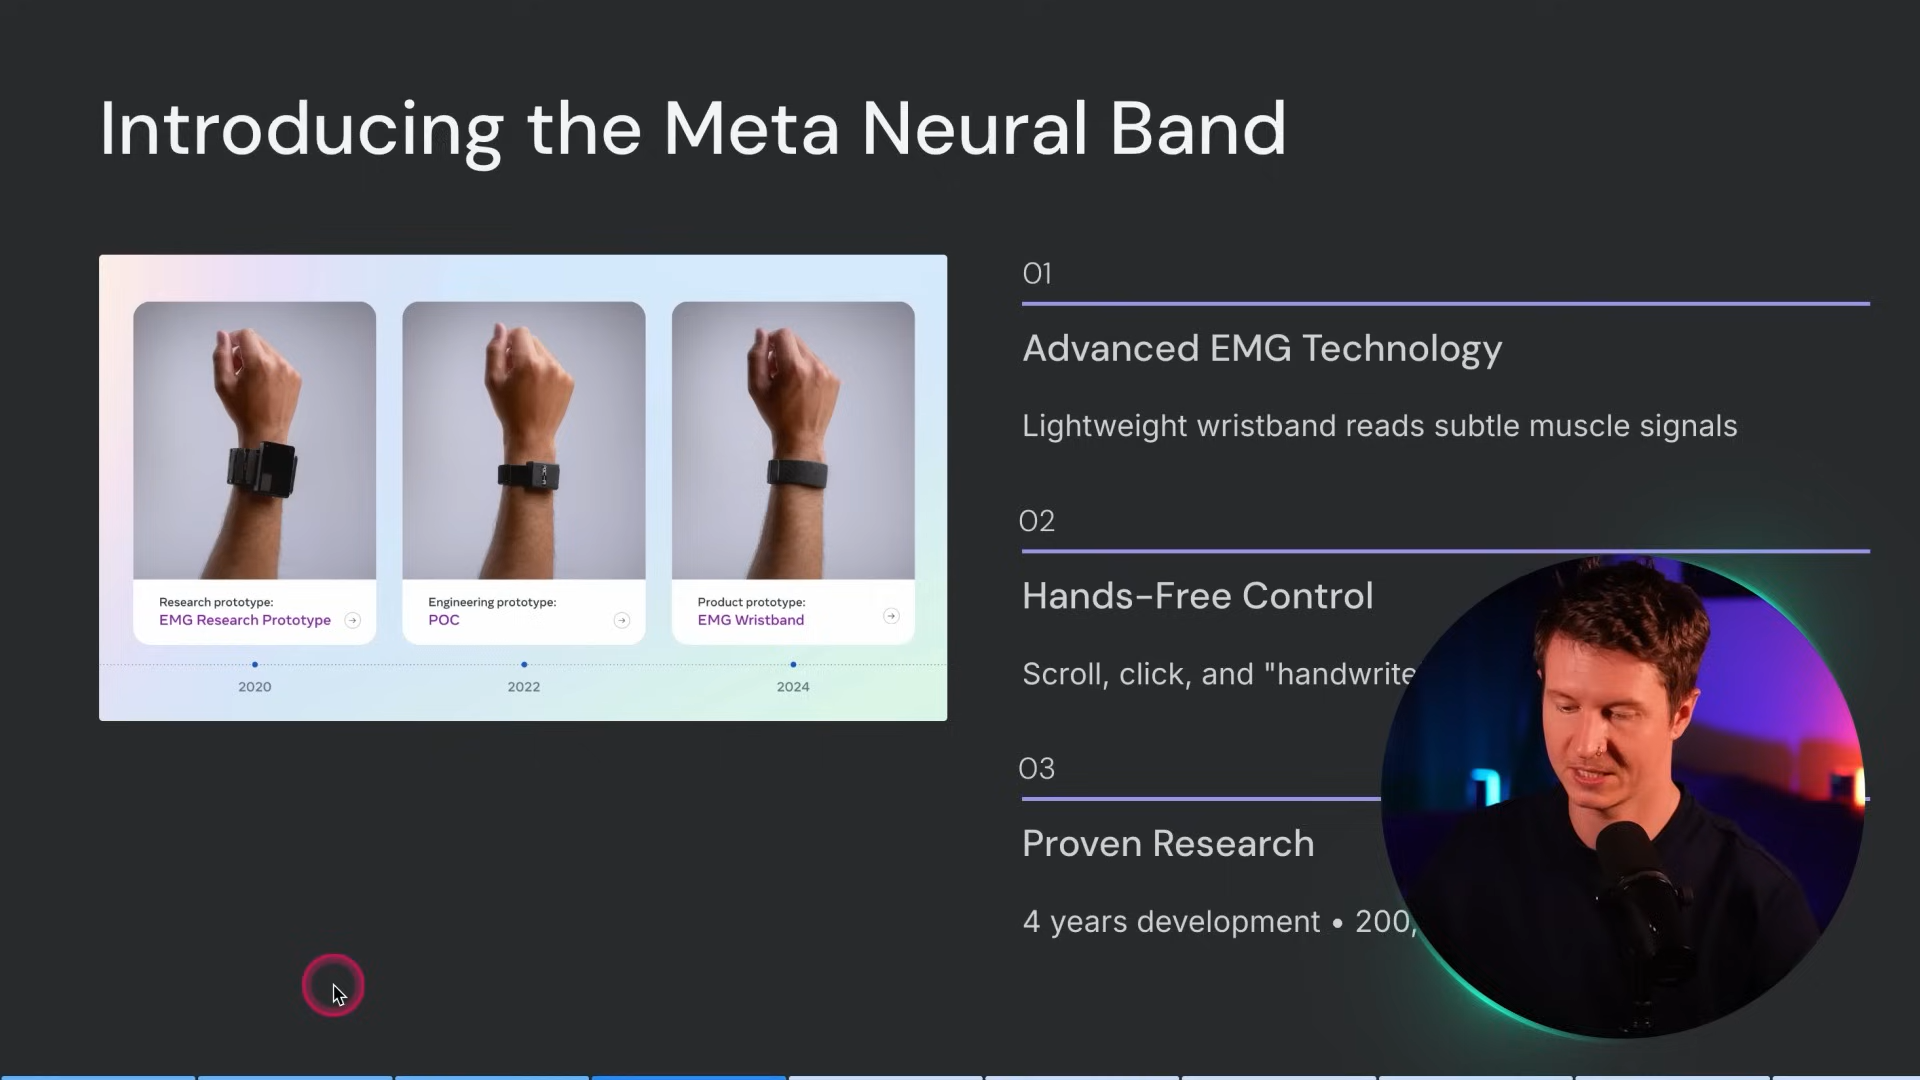 Introducing the Meta Neural Band
Research prototype:
EMG Research Prototype
Engineering prototype:
POC
Product prototype:
EMG Wristband
2020
2022
2024
01
Advanced EMG Technology
Lightweight wristband reads subtle muscle signals
02
Hands-Free Control
Scroll, click, and "handwrite
03
Proven Research
4 years development • 200,